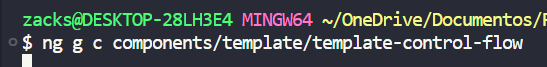 zacks@DESKTOP-28LH3E4 MINGW64 ~/OneDrive/Documentos/
$ ng g c components/template/template-control-flow